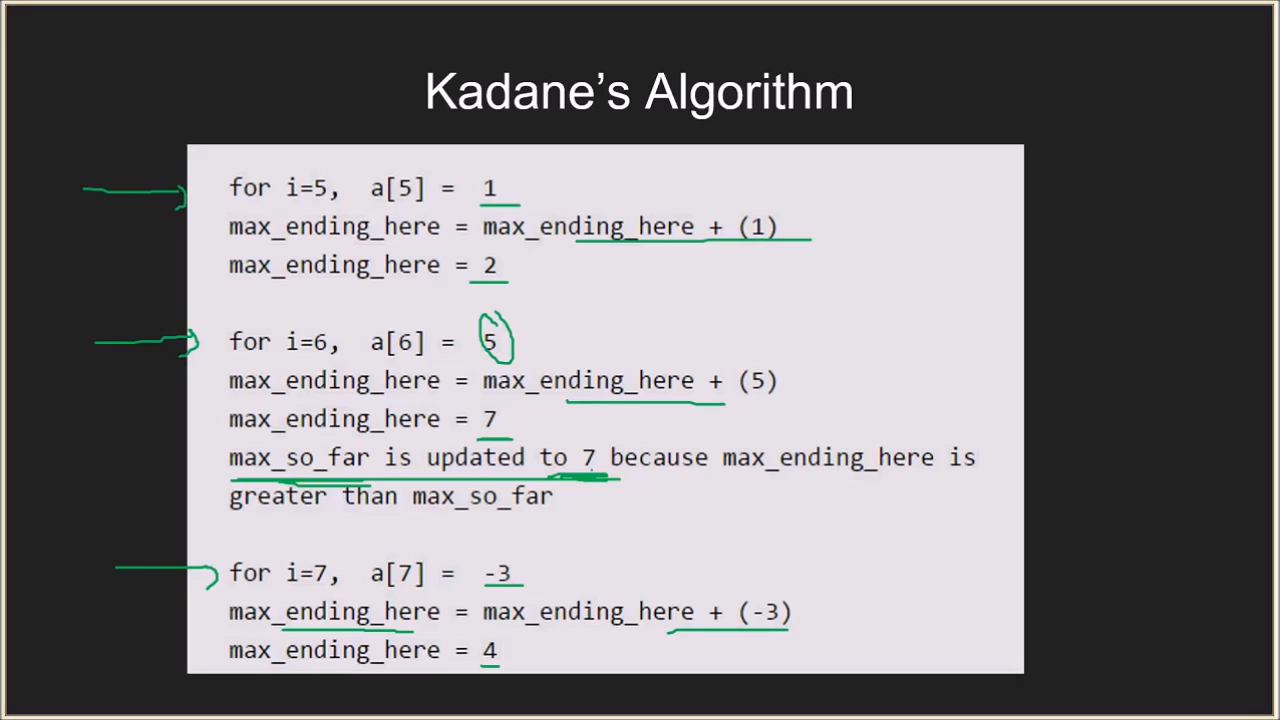 Kadane’s Algorithm
for i=5,  a[5] =  1
max_ending_here = max_ending_here + (1)
max_ending_here = 2
for i=6,  a[6] =  5
max_ending_here = max_ending_here + (5)
max_ending_here = 7
max_so_far is updated to 7 because max_ending_here is
greater than max_so_far
for i=7,  a[7] =  -3
max_ending_here = max_ending_here + (-3)
max_ending_here = 4